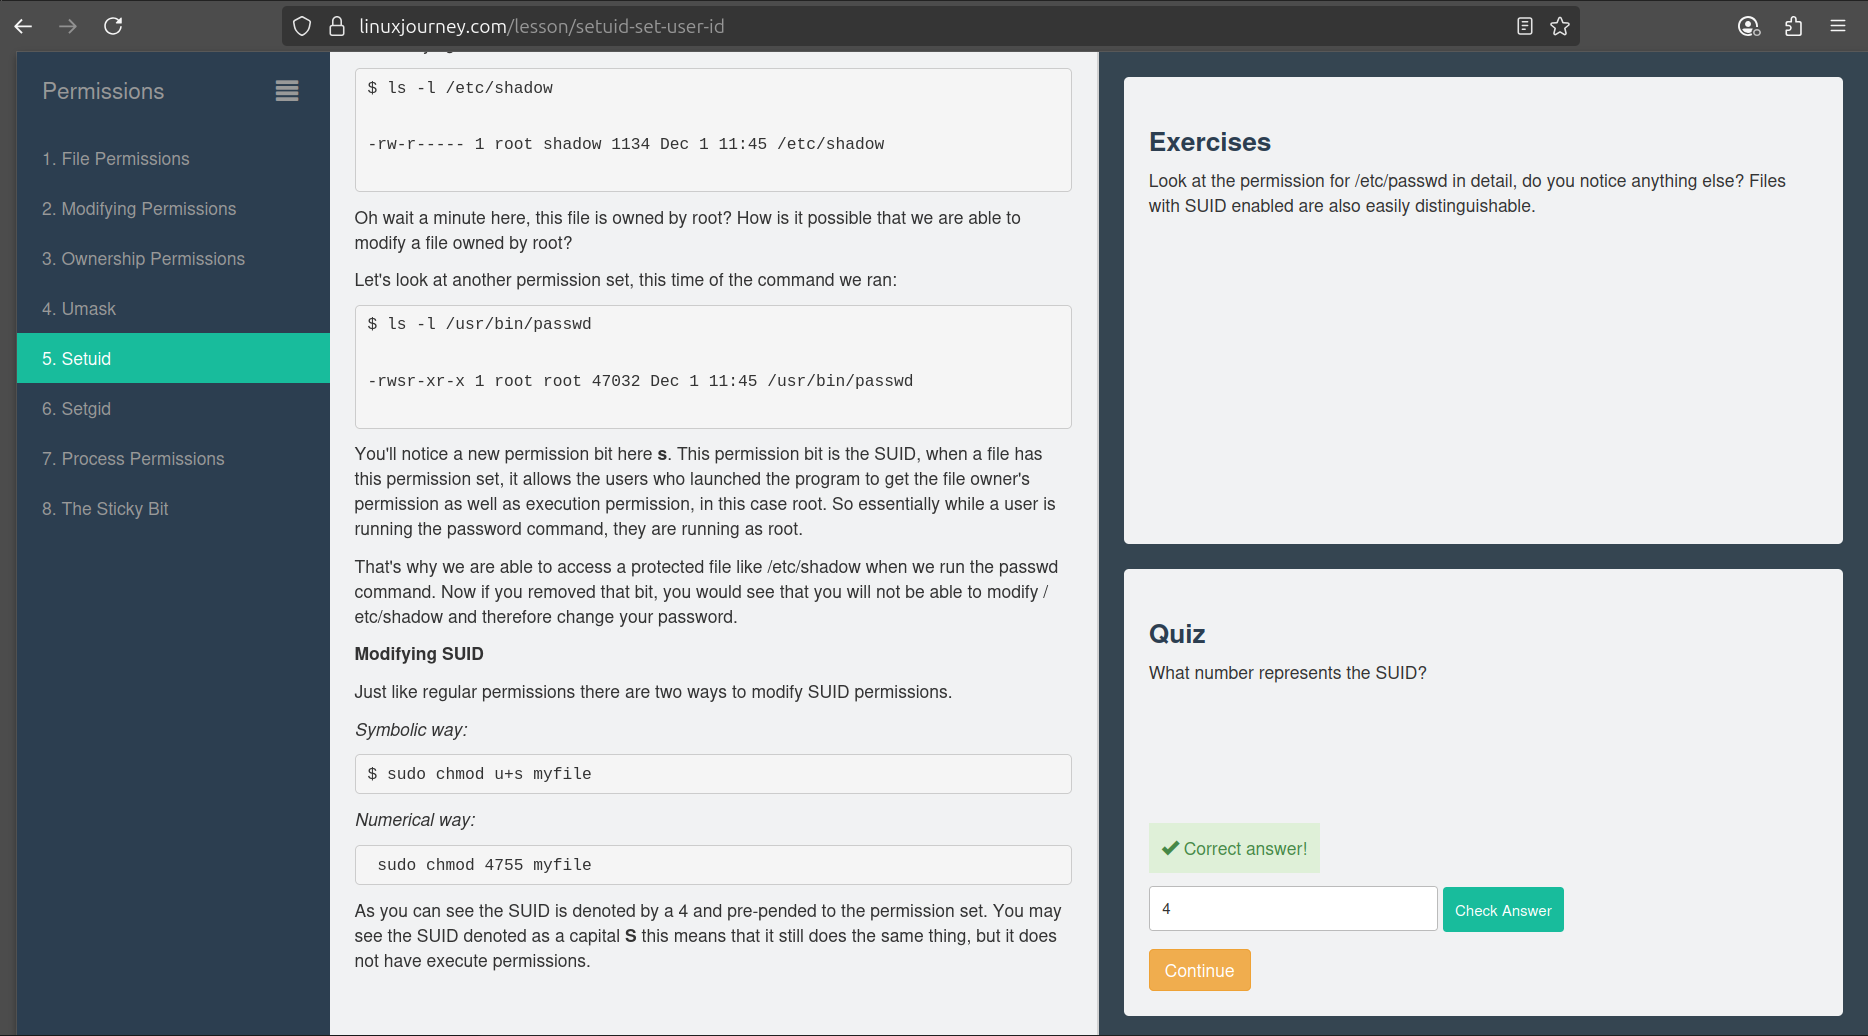 linuxjourney.com/lesson/setuid-set-user-id
Permissions
1. File Permissions
2. Modifying Permissions
3. Ownership Permissions
4. Umask
5. Setuid
6. Setgid
7. Process Permissions
8. The Sticky Bit
$ ls -l /etc/shadow
-rw-r----- 1 root shadow 1134 Dec 1 11:45 /etc/shadow
Oh wait a minute here, this file is owned by root? How is it possible that we are able to
modify a file owned by root?
Let's look at another permission set, this time of the command we ran:
$ ls -l /usr/bin/passwd
-rwsr-xr-x 1 root root 47032 Dec 1 11:45 /usr/bin/passwd
You'll notice a new permission bit here s. This permission bit is the SUID, when a file has
this permission set, it allows the users who launched the program to get the file owner's
permission as well as execution permission, in this case root. So essentially while a user is
running the password command, they are running as root.
That's why we are able to access a protected file like /etc/shadow when we run the passwd
command. Now if you removed that bit, you would see that you will not be able to modify /
etc/shadow and therefore change your password.
Modifying SUID
Just like regular permissions there are two ways to modify SUID permissions.
Symbolic way:
$ sudo chmod u+s myfile
Numerical way:
sudo chmod 4755 myfile
As you can see the SUID is denoted by a 4 and pre-pended to the permission set. You may
see the SUID denoted as a capital S this means that it still does the same thing, but it does
not have execute permissions.
Exercises
Look at the permission for /etc/passwd in detail, do you notice anything else? Files
with SUID enabled are also easily distinguishable.
Quiz
What number represents the SUID?
Correct answer!
4
Check Answer
Continue